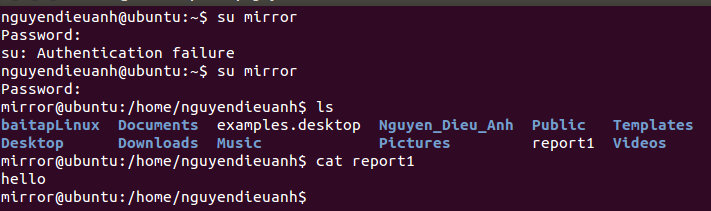 nguyendieuanh@ubuntu:~$ su mirror
Password:
su: Authentication failure
nguyendieuanh@ubuntu:~$ su mirror
Password:
mirror@ubuntu:/home/nguyendieuanh$ ls
baitapLinux  Documents  examples.desktop  Nguyen_Dieu_Anh  Public   Templates
Desktop      Downloads  Music             Pictures         report1  Videos
mirror@ubuntu:/home/nguyendieuanh$ cat report1
hello
mirror@ubuntu:/home/nguyendieuanh$